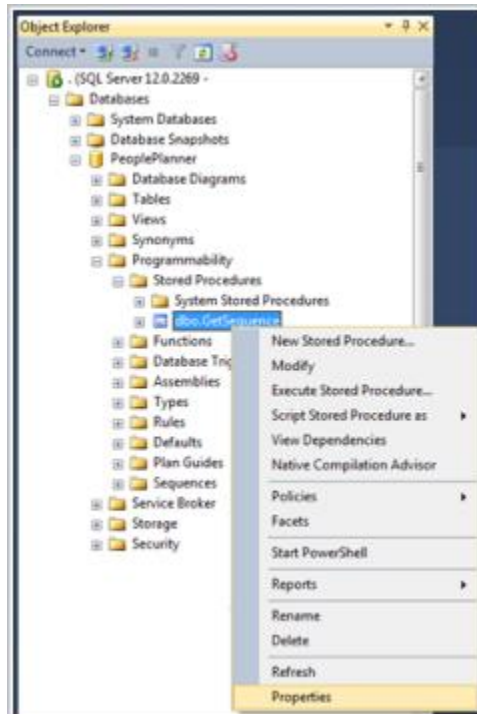 Object Explorer
Connect
. (SQL Server 12.0.2269 -
Databases
System Databases
Database Snapshots
PeoplePlanner
Database Diagrams
Tables
Views
Synonyms
Programmability
Stored Procedures
System Stored Procedures
dbo.GetSequence
Functions
Database Trig
Assemblies
Types
Rules
Defaults
Plan Guides
Sequences
Service Broker
Storage
Security
New Stored Procedure...
Modify
Execute Stored Procedure...
Script Stored Procedure as
View Dependencies
Native Compilation Advisor
Policies
Facets
Start PowerShell
Reports
Rename
Delete
Refresh
Properties